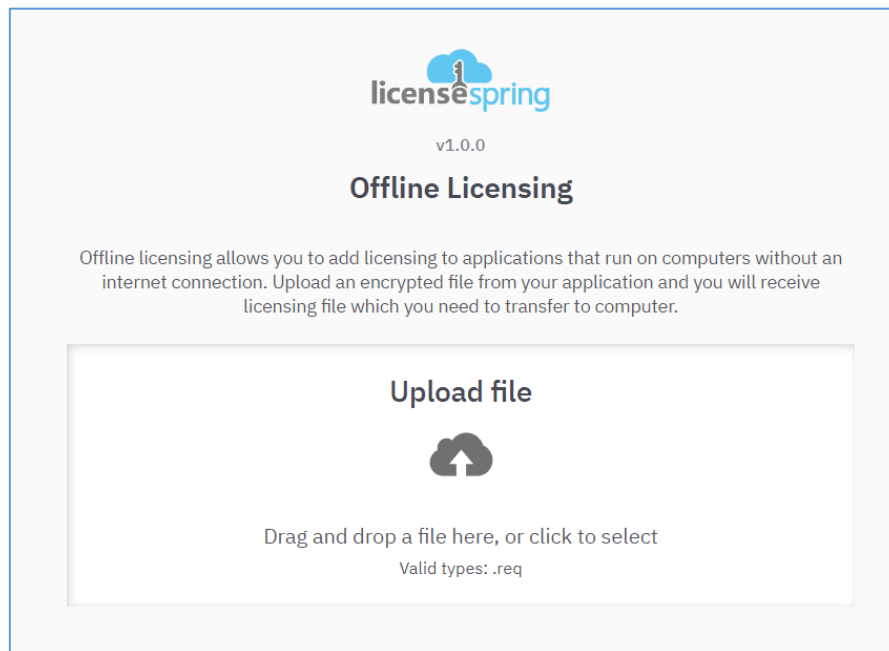 licensespring
v1.0.0
Offline Licensing
Offline licensing allows you to add licensing to applications that run on computers without an
internet connection. Upload an encrypted file from your application and you will receive
licensing file which you need to transfer to computer.
Upload file
Drag and drop a file here, or click to select
Valid types: .req